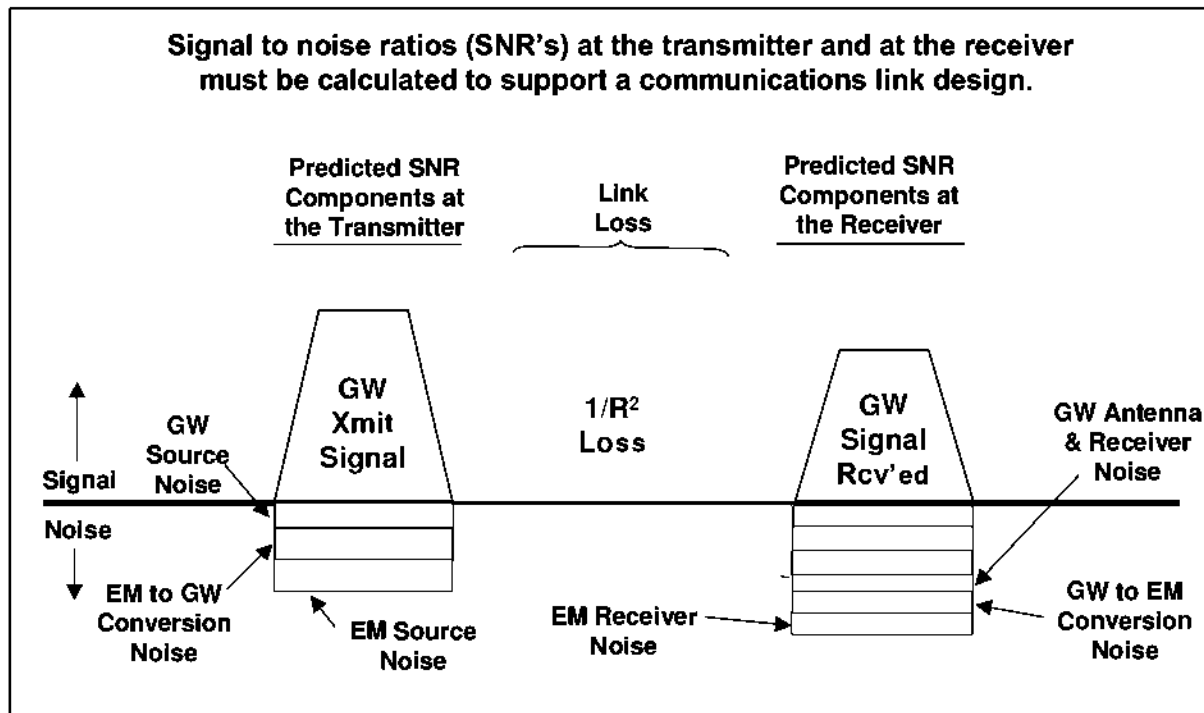 Signal to noise ratios (SNR's) at the transmitter and at the receiver
must be calculated to support a communications link design.
Predicted SNR
Components at
the Transmitter
Link
Loss
Predicted SNR
Components at
the Receiver
GW
Xmit
Signal
1/R²
Loss
GW
Signal
Rcv'ed
GW
Source
Noise
GW Antenna
& Receiver
Noise
Signal
Noise
EM to GW
Conversion
Noise
EM Source
Noise
EM Receiver
Noise
GW to EM
Conversion
Noise